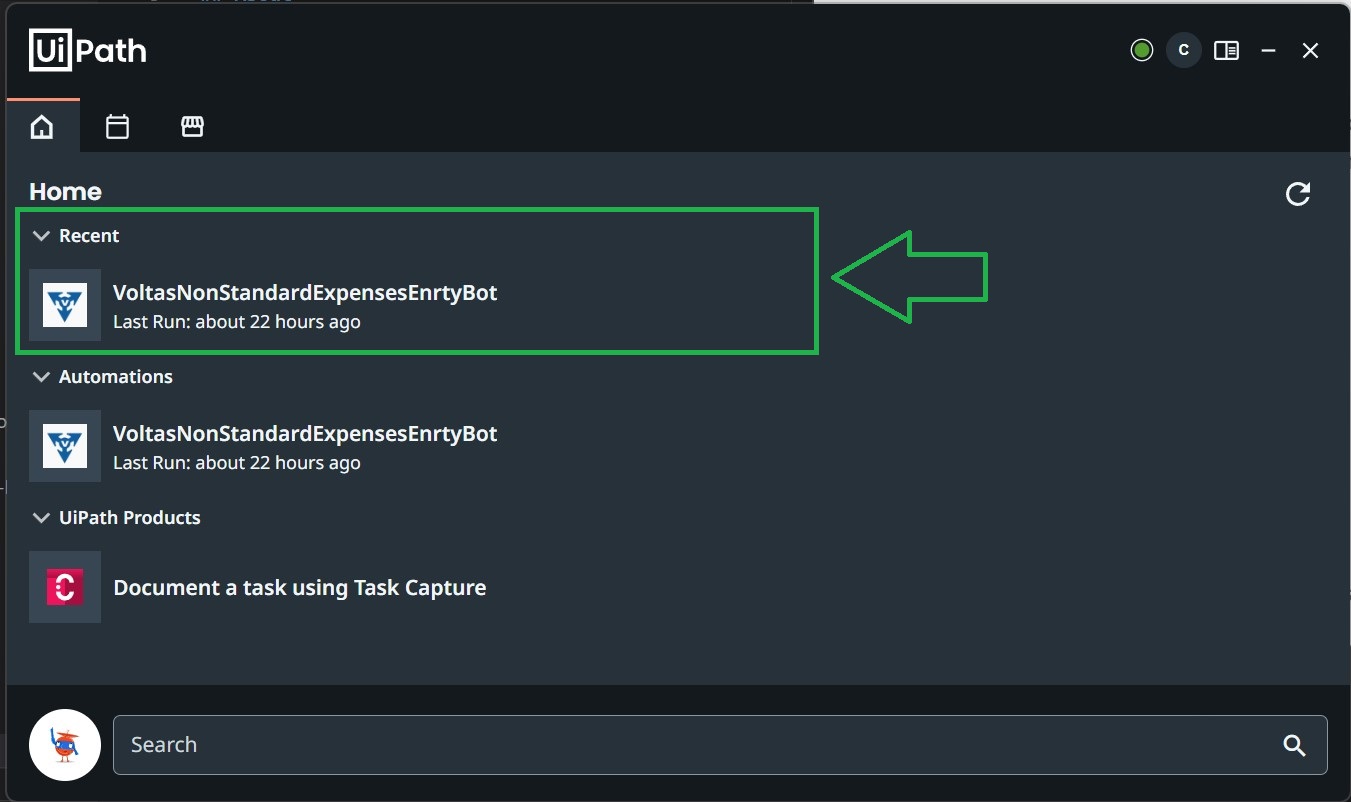 UiPath
C
Home
Recent
VoltasNonStandardExpensesEnrtyBot
Last Run: about 22 hours ago
Automations
VoltasNonStandardExpensesEnrtyBot
Last Run: about 22 hours ago
UiPath Products
C
Document a task using Task Capture
Search